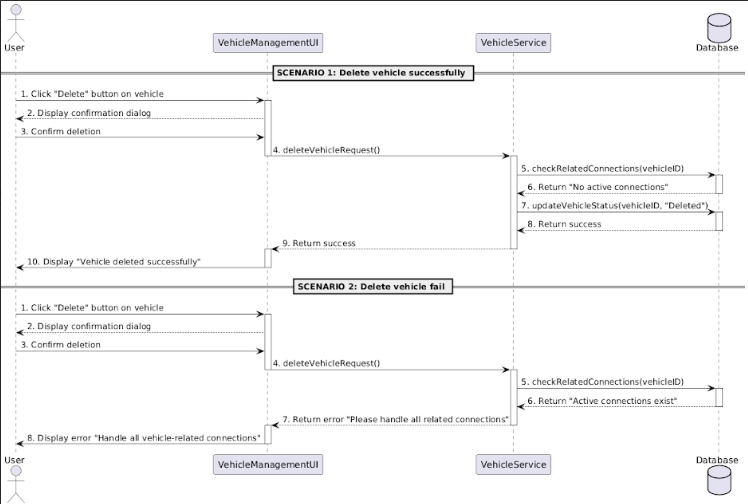 User
VehicleManagementUI
VehicleService
Database
SCENARIO 1: Delete vehicle successfully
1. Click "Delete" button on vehicle
2. Display confirmation dialog
3. Confirm deletion
4. deleteVehicleRequest()
5. checkRelatedConnections(vehicleID)
6. Return "No active connections"
7. updateVehicleStatus(vehicleID, "Deleted")
8. Return success
9. Return success
10. Display "Vehicle deleted successfully"
SCENARIO 2: Delete vehicle fail
1. Click "Delete" button on vehicle
2. Display confirmation dialog
3. Confirm deletion
4. deleteVehicleRequest()
5. checkRelatedConnections(vehicleID)
6. Return "Active connections exist"
7. Return error "Please handle all related connections"
8. Display error "Handle all vehicle-related connections"
User
VehicleManagementUI
VehicleService
Database